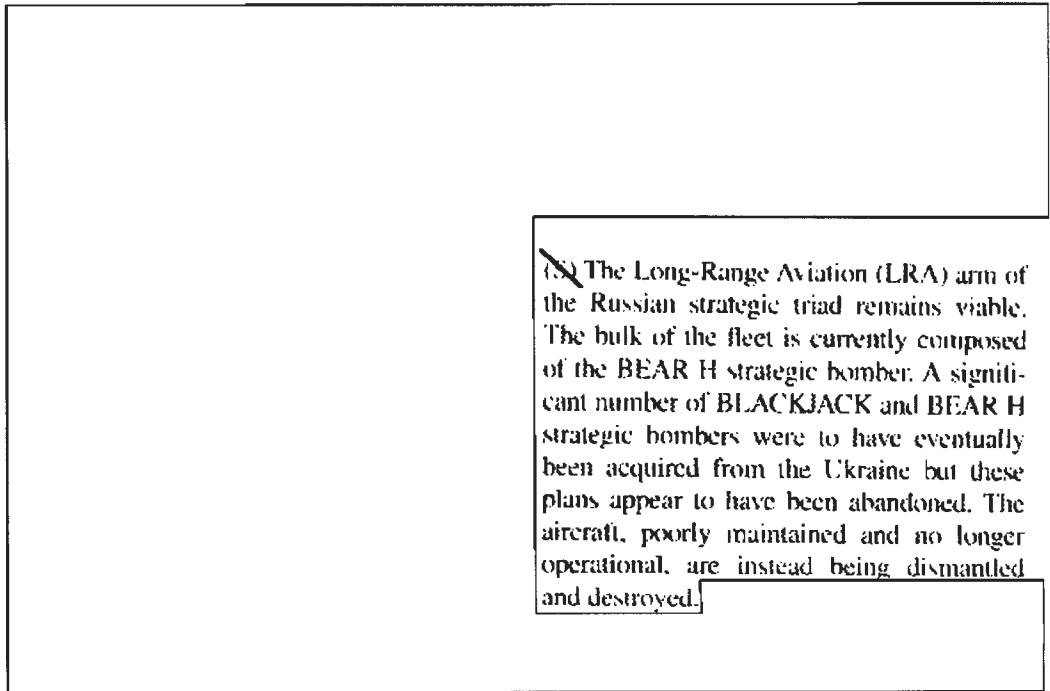 (S) The Long-Range Aviation (LRA) arm of
the Russian strategic triad remains viable.
The bulk of the fleet is currently composed
of the BEAR H strategic bomber. A signifi-
cant number of BLACKJACK and BEAR H
strategic bombers were to have eventually
been acquired from the Ukraine but these
plans appear to have been abandoned. The
aircraft, poorly maintained and no longer
operational, are instead being dismantled
and destroyed.